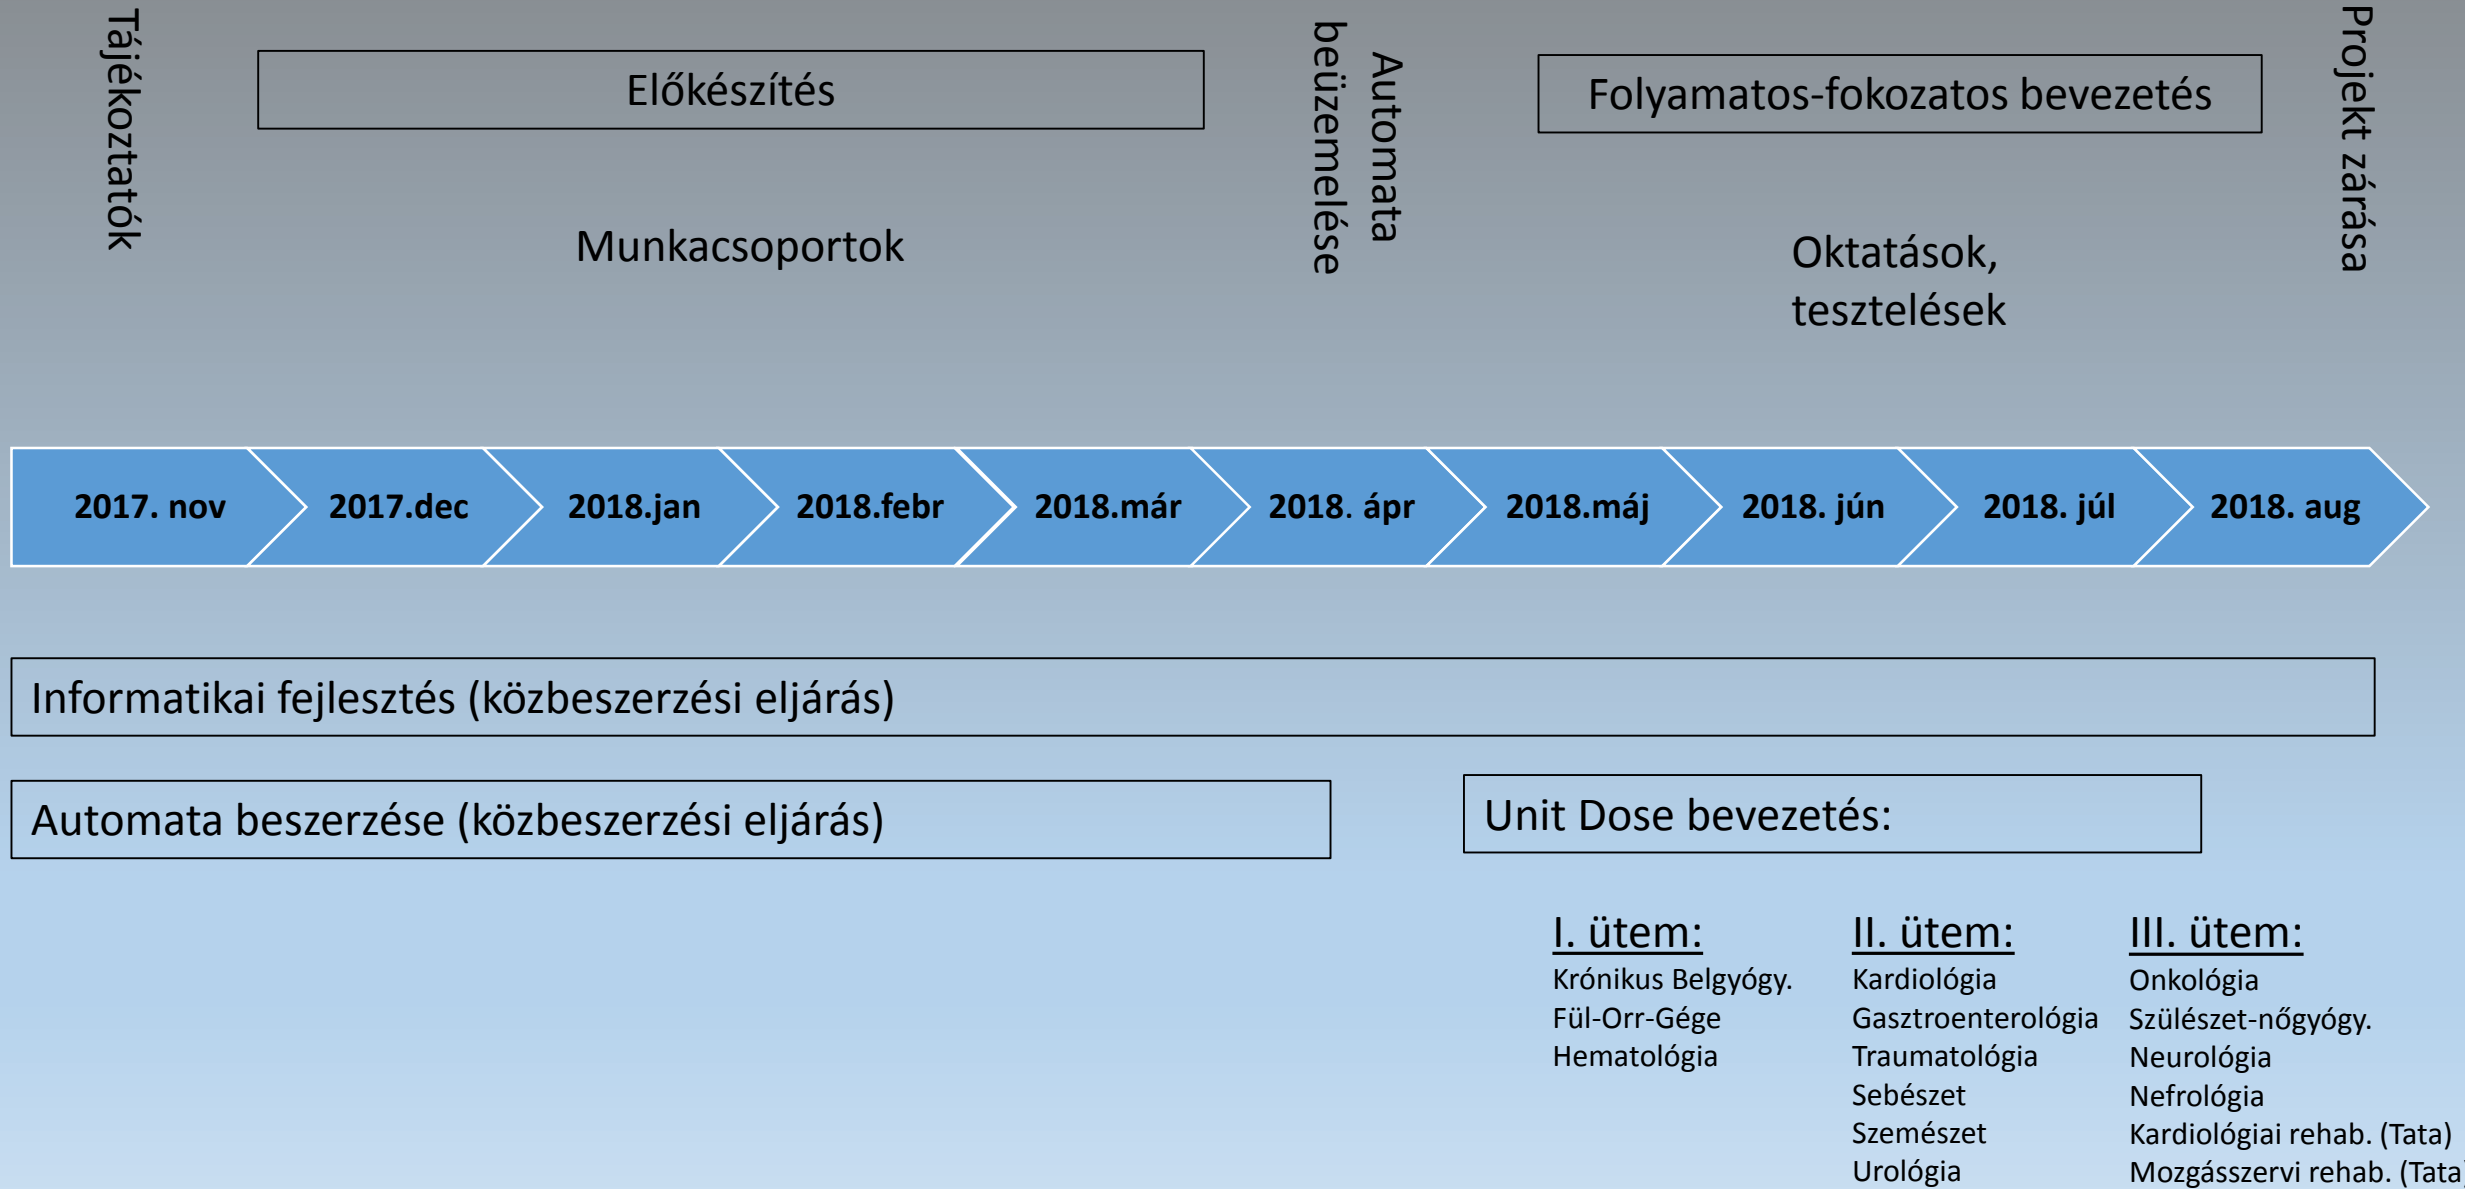 Tájékoztatók
Előkészítés
Munkacsoportok
Automata
beüzemelése
Folyamatos-fokozatos bevezetés
Oktatások,
tesztelések
Projekt zárása
2017. nov
2017.dec
2018.jan
2018.febr
2018.már
2018. ápr
2018.máj
2018. jún
2018. júl
2018. aug
Informatikai fejlesztés (közbeszerzési eljárás)
Automata beszerzése (közbeszerzési eljárás)
Unit Dose bevezetés:
I. ütem:
Krónikus Belgyógy.
Fül-Orr-Gége
Hematológia
II. ütem:
Kardiológia
Gasztroenterológia
Traumatológia
Sebészet
Szemészet
Urológia
III. ütem:
Onkológia
Szülészet-nőgyógy.
Neurológia
Nefrológia
Kardiológiai rehab. (Tata)
Mozgásszervi rehab. (Tata)